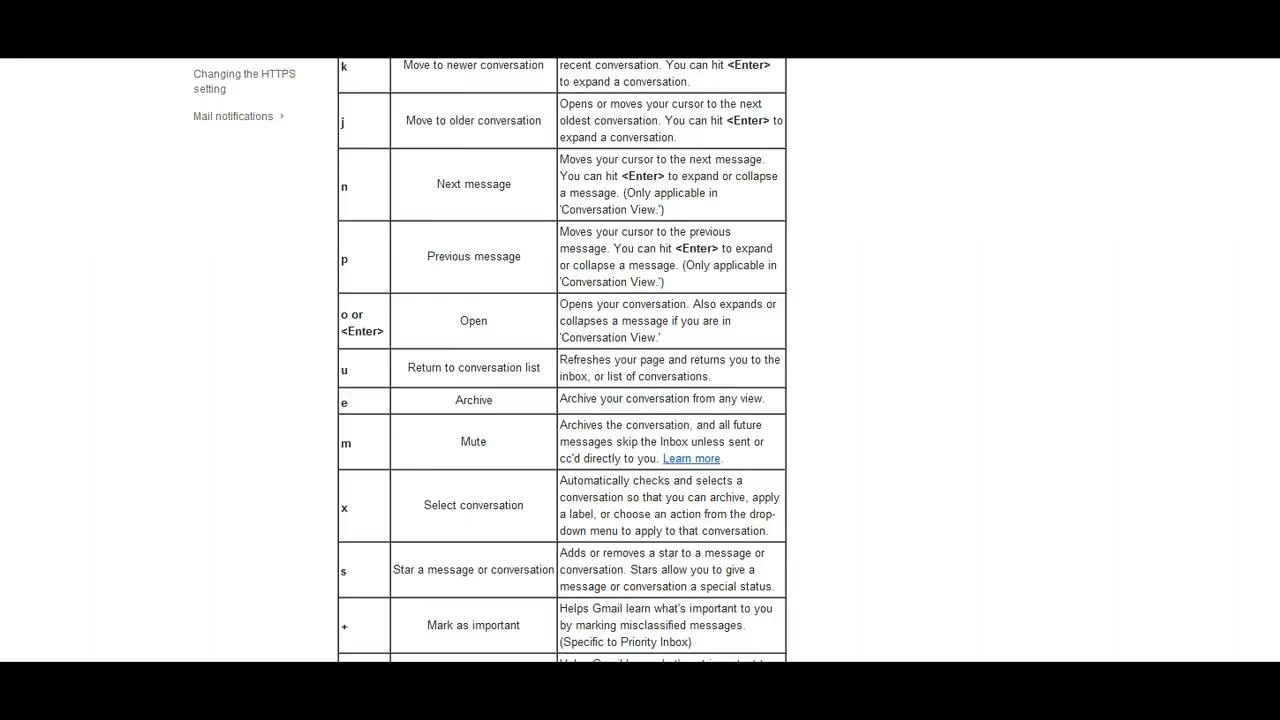 Changing the HTTPS
setting
Mail notifications
k
Move to newer conversation
recent conversation. You can hit <Enter>
to expand a conversation.
j
Move to older conversation
Opens or moves your cursor to the next
oldest conversation. You can hit <Enter> to
expand a conversation.
n
Next message
Moves your cursor to the next message.
You can hit <Enter> to expand or collapse
a message. (Only applicable in
'Conversation View.')
p
Previous message
Moves your cursor to the previous
message. You can hit <Enter> to expand
or collapse a message. (Only applicable in
'Conversation View.')
o or
<Enter>
Open
Opens your conversation. Also expands or
collapses a message if you are in
'Conversation View.'
u
Return to conversation list
Refreshes your page and returns you to the
inbox, or list of conversations.
e
Archive
Archive your conversation from any view.
m
Mute
Archives the conversation, and all future
messages skip the Inbox unless sent or
cc'd directly to you. Learn more.
x
Select conversation
Automatically checks and selects a
conversation so that you can archive, apply
a label, or choose an action from the drop-
down menu to apply to that conversation.
s
Star a message or conversation
Adds or removes a star to a message or
conversation. Stars allow you to give a
message or conversation a special status.
+
Mark as important
Helps Gmail learn what's important to you
by marking misclassified messages.
(Specific to Priority Inbox)